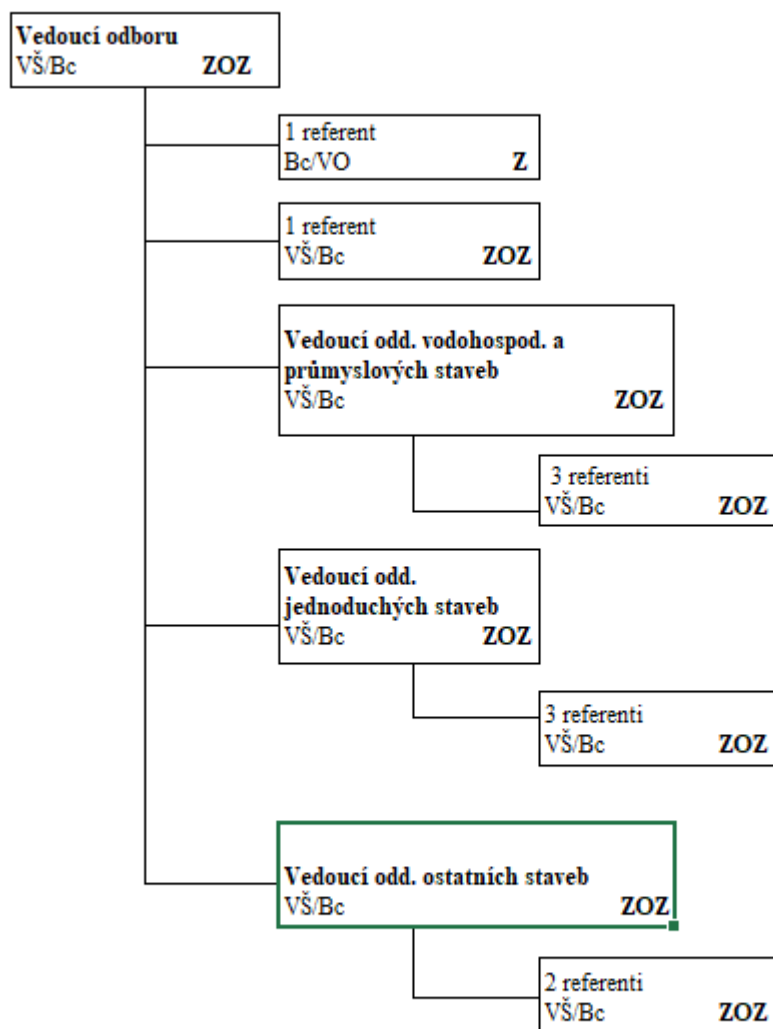 Vedoucí odboru
VŠ/Bc ZOZ
1 referent
Bc/VO Z
1 referent
VŠ/Bc ZOZ
Vedoucí odd. vodohospod. a
průmyslových staveb
VŠ/Bc ZOZ
3 referenti
VŠ/Bc ZOZ
Vedoucí odd.
jednoduchých staveb
VŠ/Bc ZOZ
3 referenti
VŠ/Bc ZOZ
Vedoucí odd. ostatních staveb
VŠ/Bc ZOZ
2 referenti
VŠ/Bc ZOZ